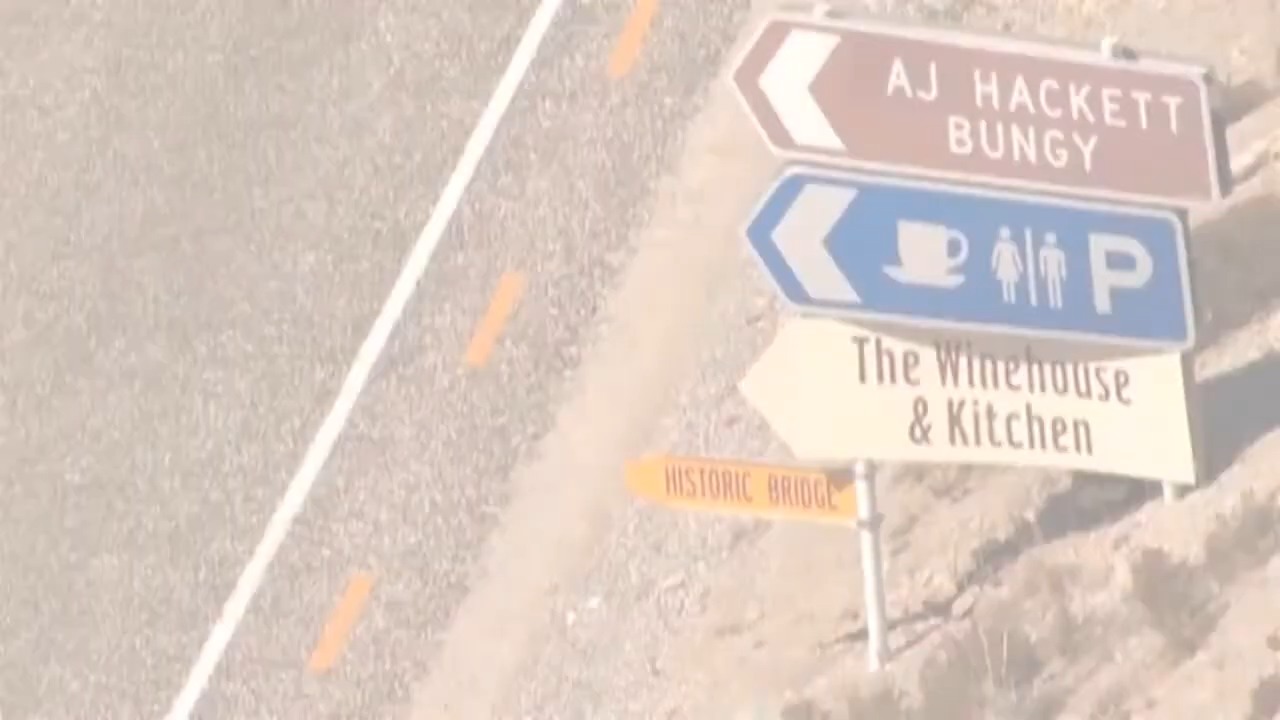 AJ HACKETT
BUNGY
P
The Winehouse
& Kitchen
HISTORIC BRIDGE